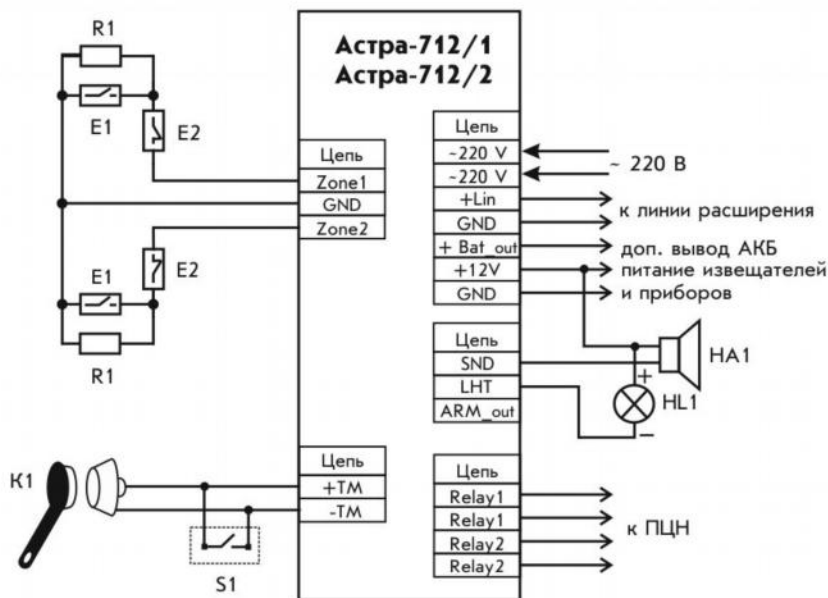 Астра-712/1
Астра-712/2
R1
E1
E2
Цепь
Zone1
GND
Zone2
E2
E1
R1
Цепь
~220 V
~220 V
+Lin
GND
+ Bat_out
+12V
GND
~ 220 В
к линии расширения
доп. вывод АКБ
питание извещателей
и приборов
Цепь
SND
LHT
ARM_out
HA1
+
HL1
–
K1
Цепь
+TM
-TM
S1
Цепь
Relay1
Relay1
Relay2
Relay2
к ПЦН